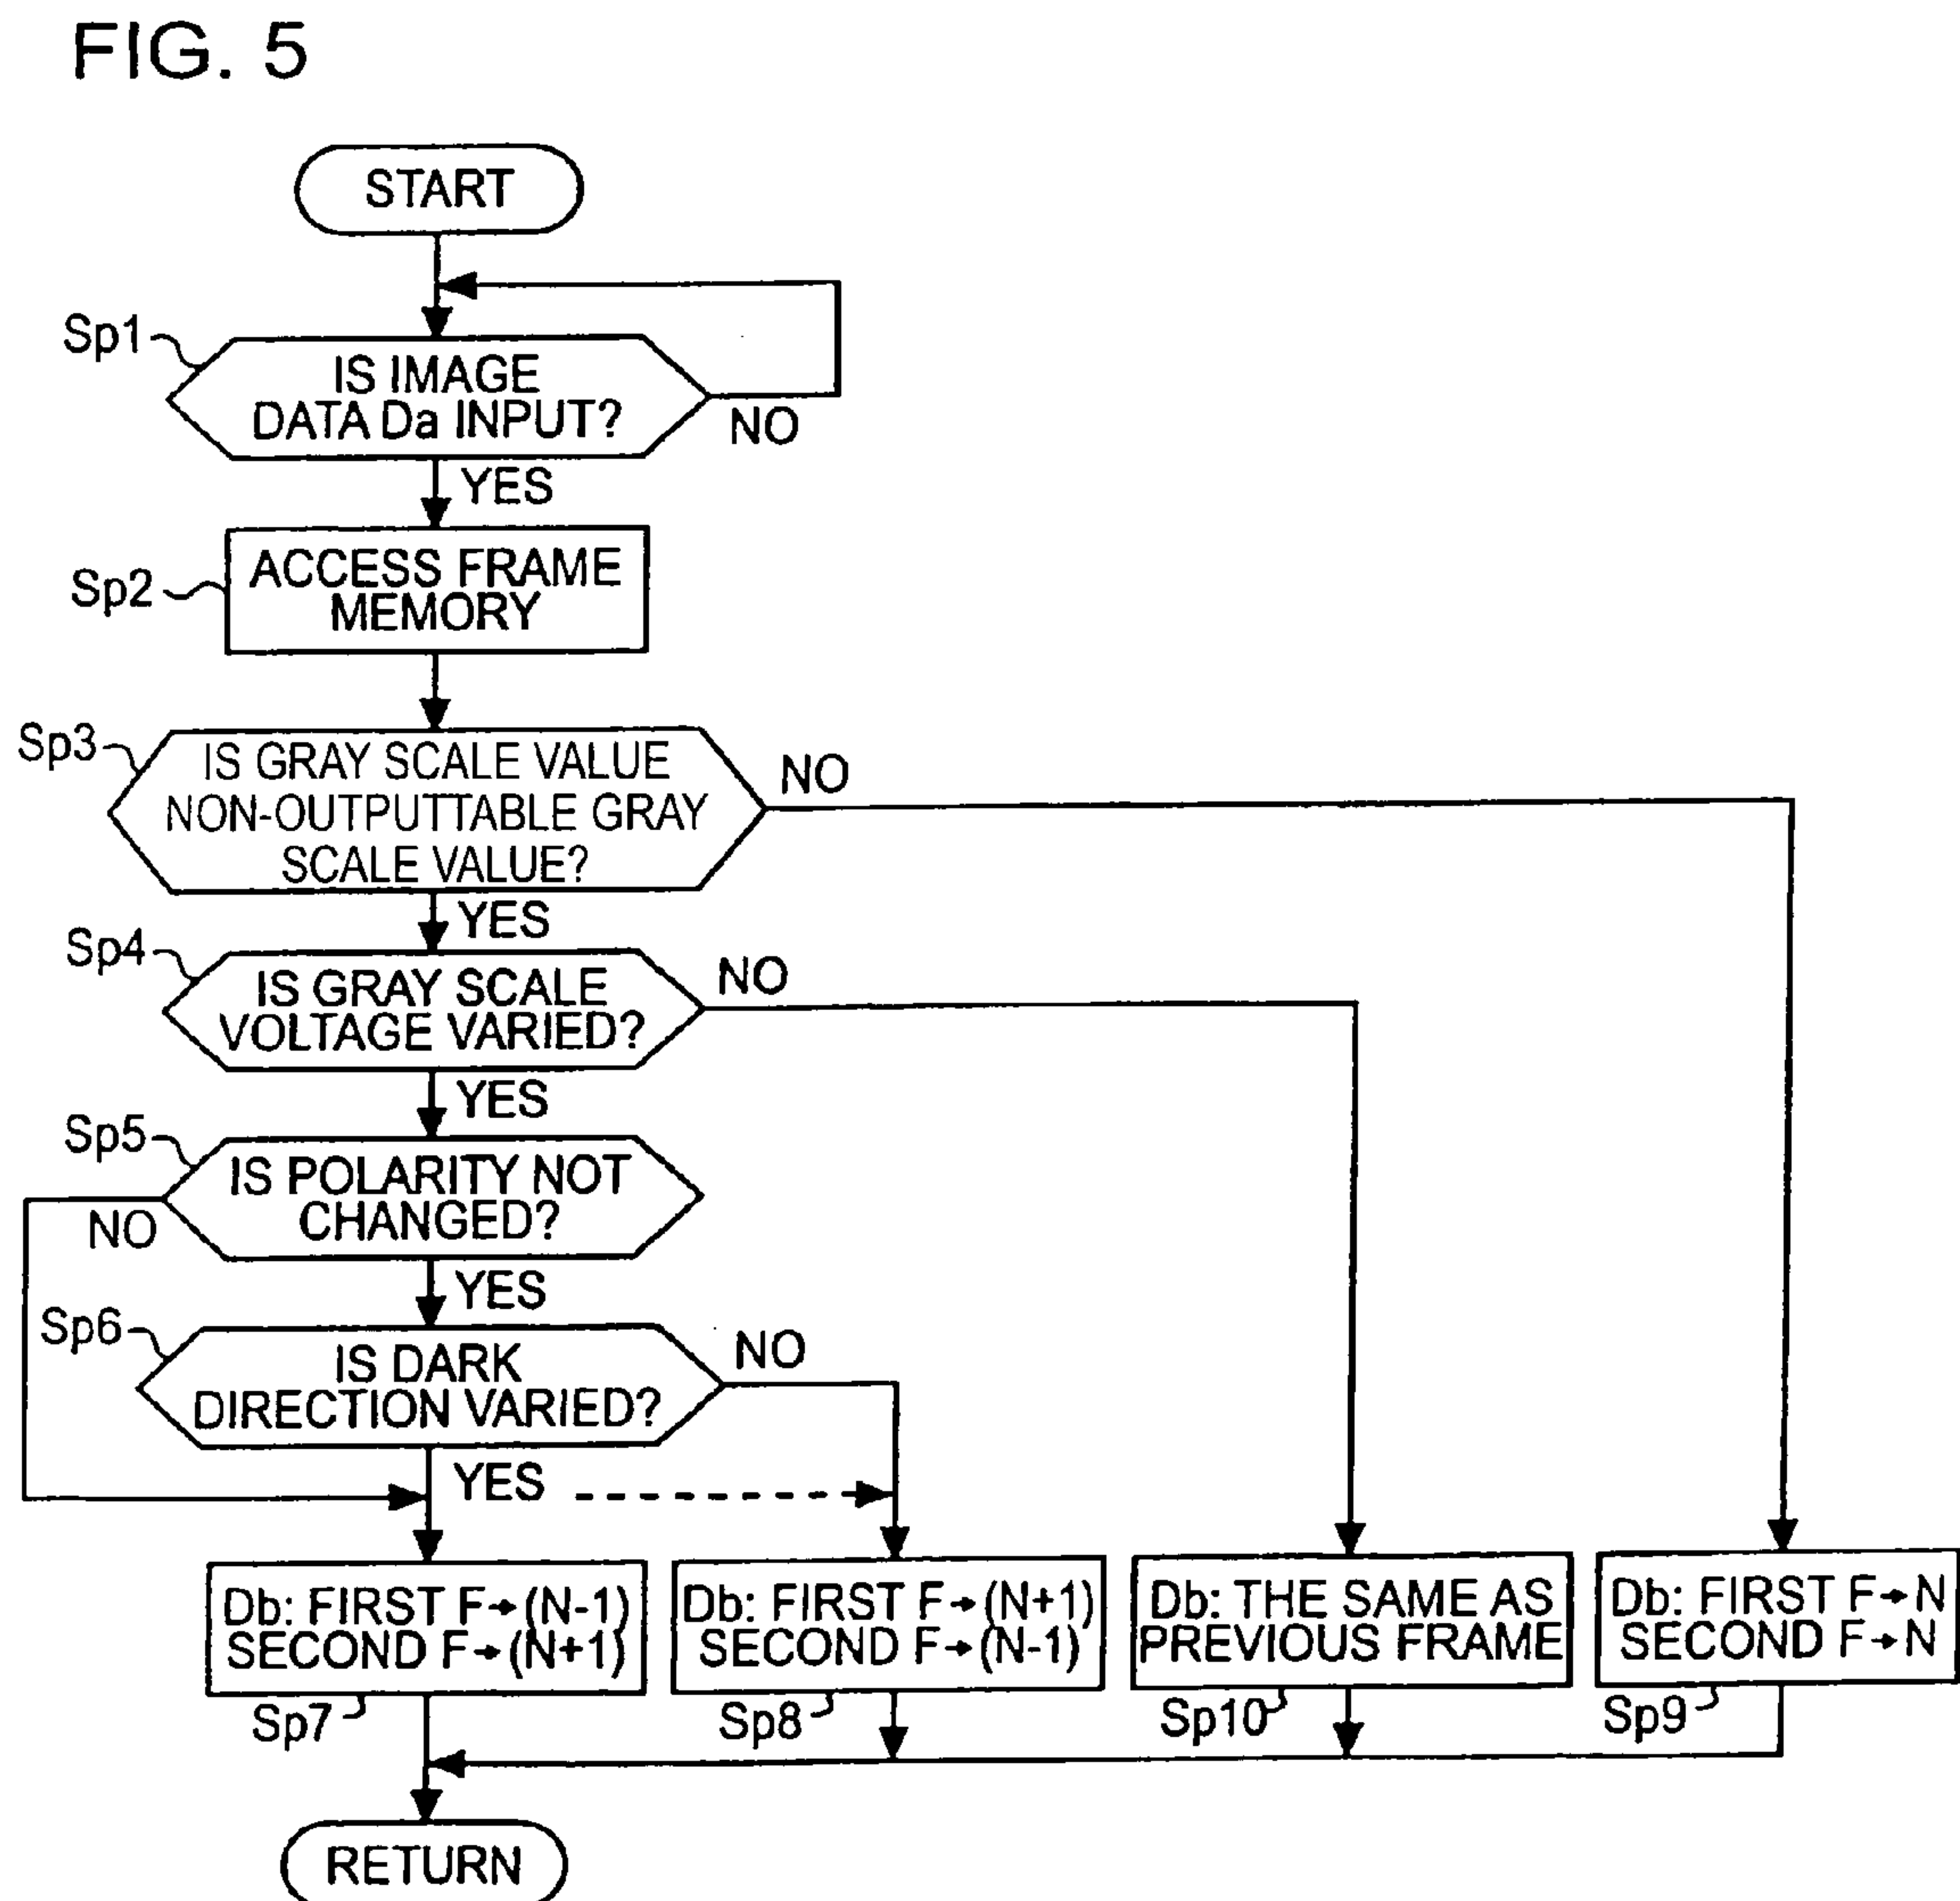 FIG. 5
START
Sp1
IS IMAGE
DATA Da INPUT?
NO
YES
Sp2
ACCESS FRAME
MEMORY
Sp3
IS GRAY SCALE VALUE
NON-OUTPUTTABLE GRAY
SCALE VALUE?
NO
YES
Sp4
IS GRAY SCALE
VOLTAGE VARIED?
NO
YES
Sp5
IS POLARITY NOT
CHANGED?
NO
YES
Sp6
IS DARK
DIRECTION VARIED?
NO
YES
Db: FIRST F→(N-1)
SECOND F→(N+1)
Sp7
Db: FIRST F→(N+1)
SECOND F→(N-1)
Sp8
Db: THE SAME AS
PREVIOUS FRAME
Sp10
Db: FIRST F→N
SECOND F→N
Sp9
RETURN